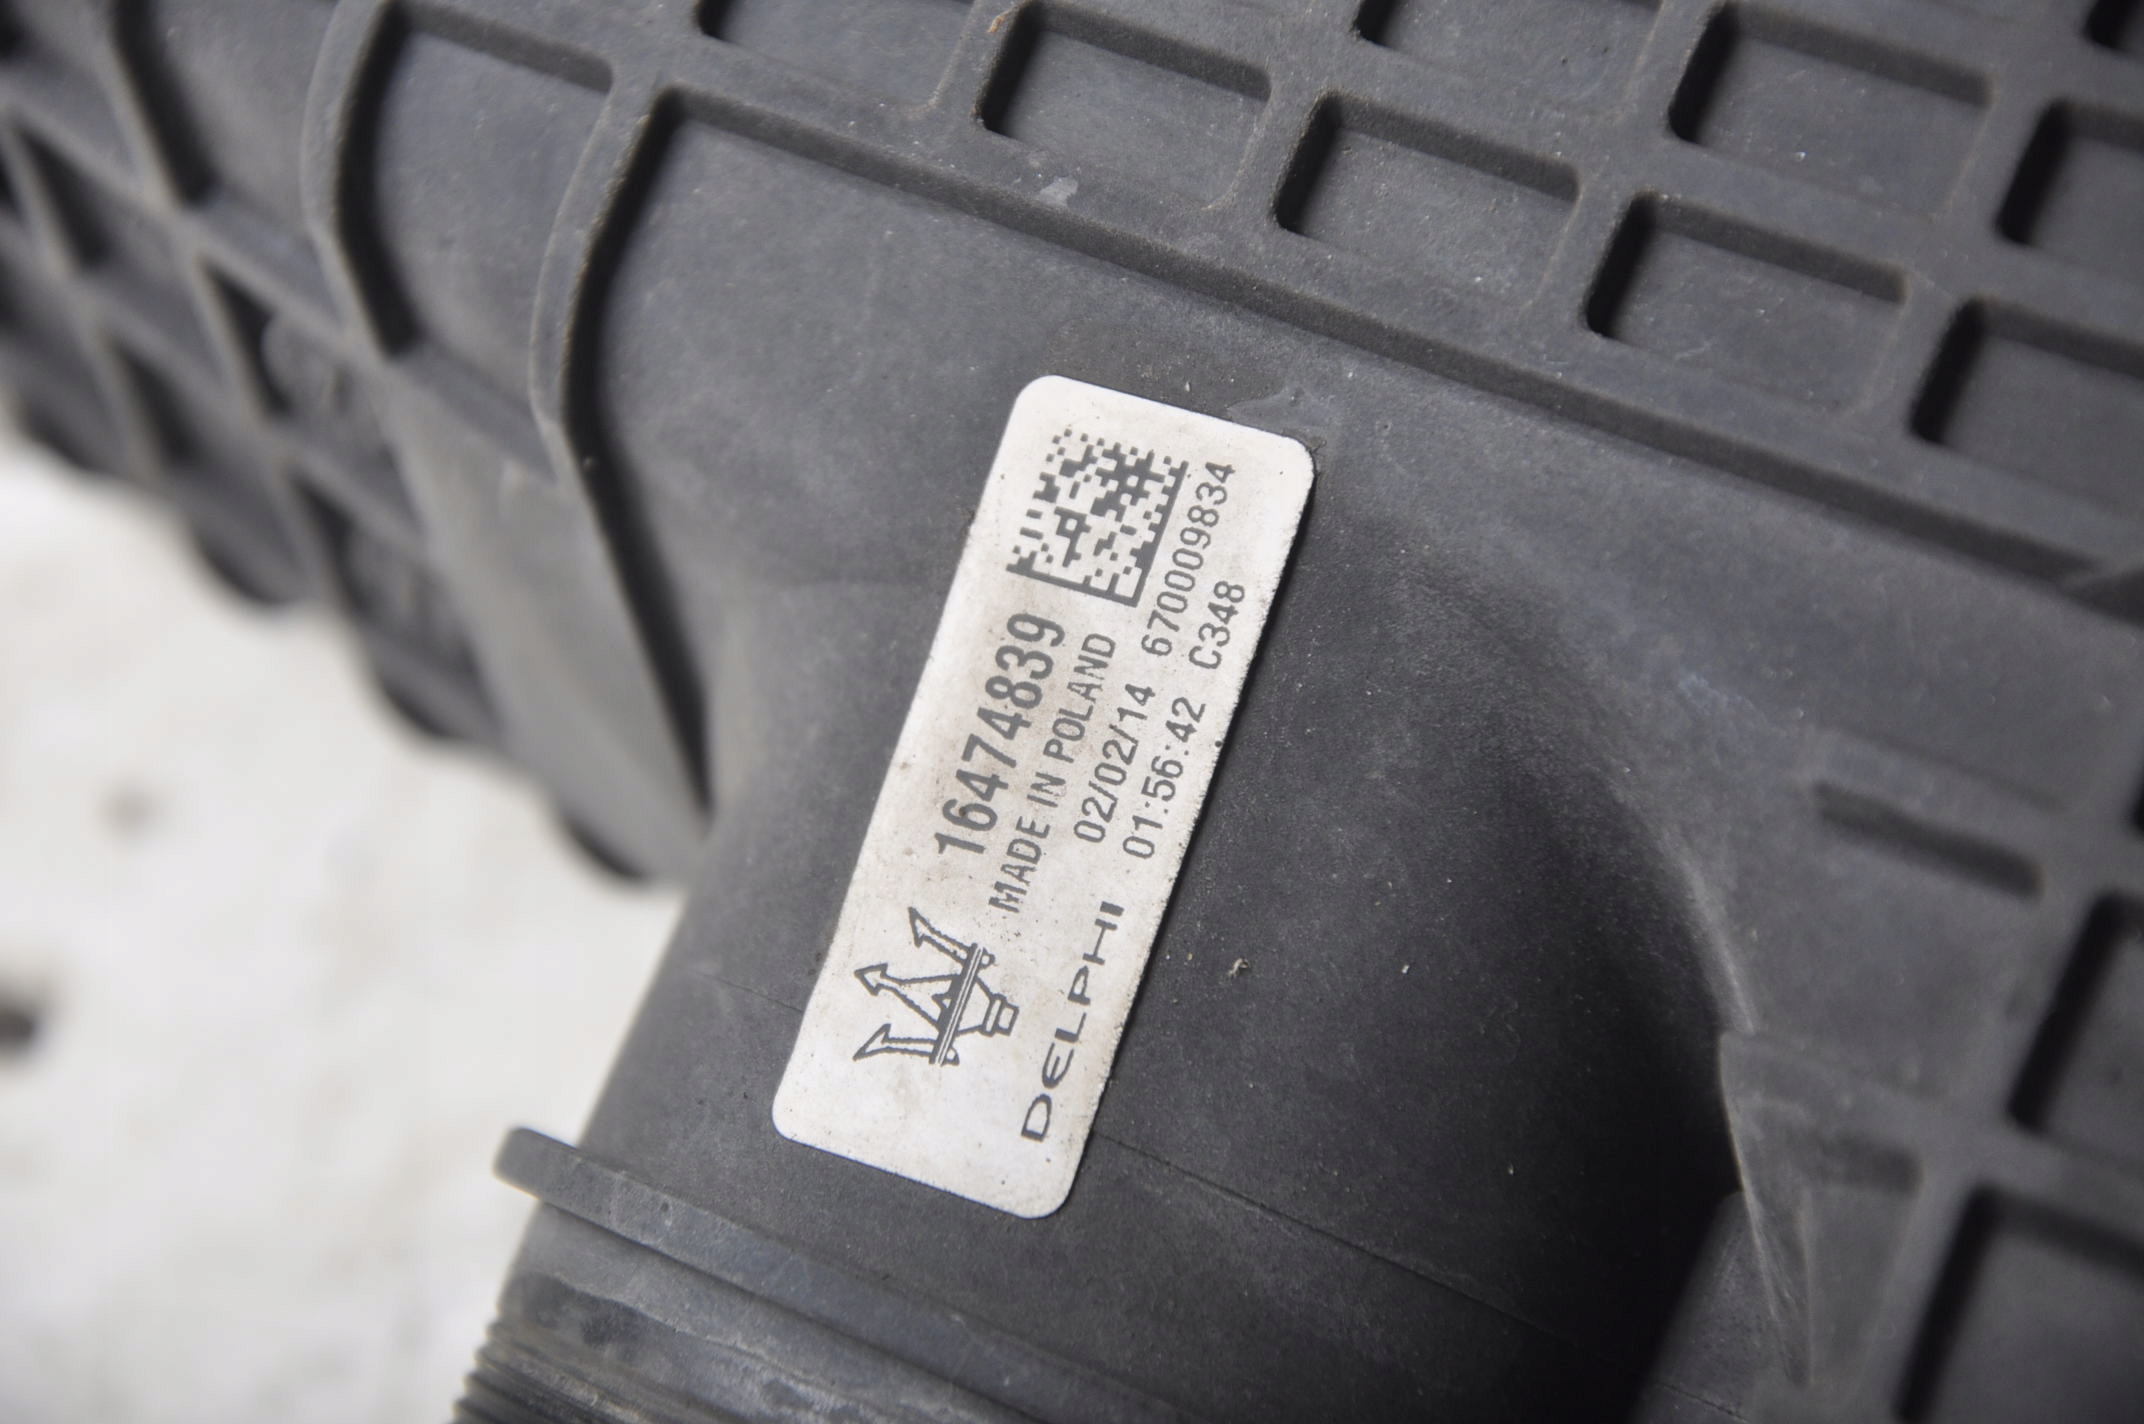 16474839
MADE IN POLAND
02/02/14 670009834
DELPHI 01:56:42 C348